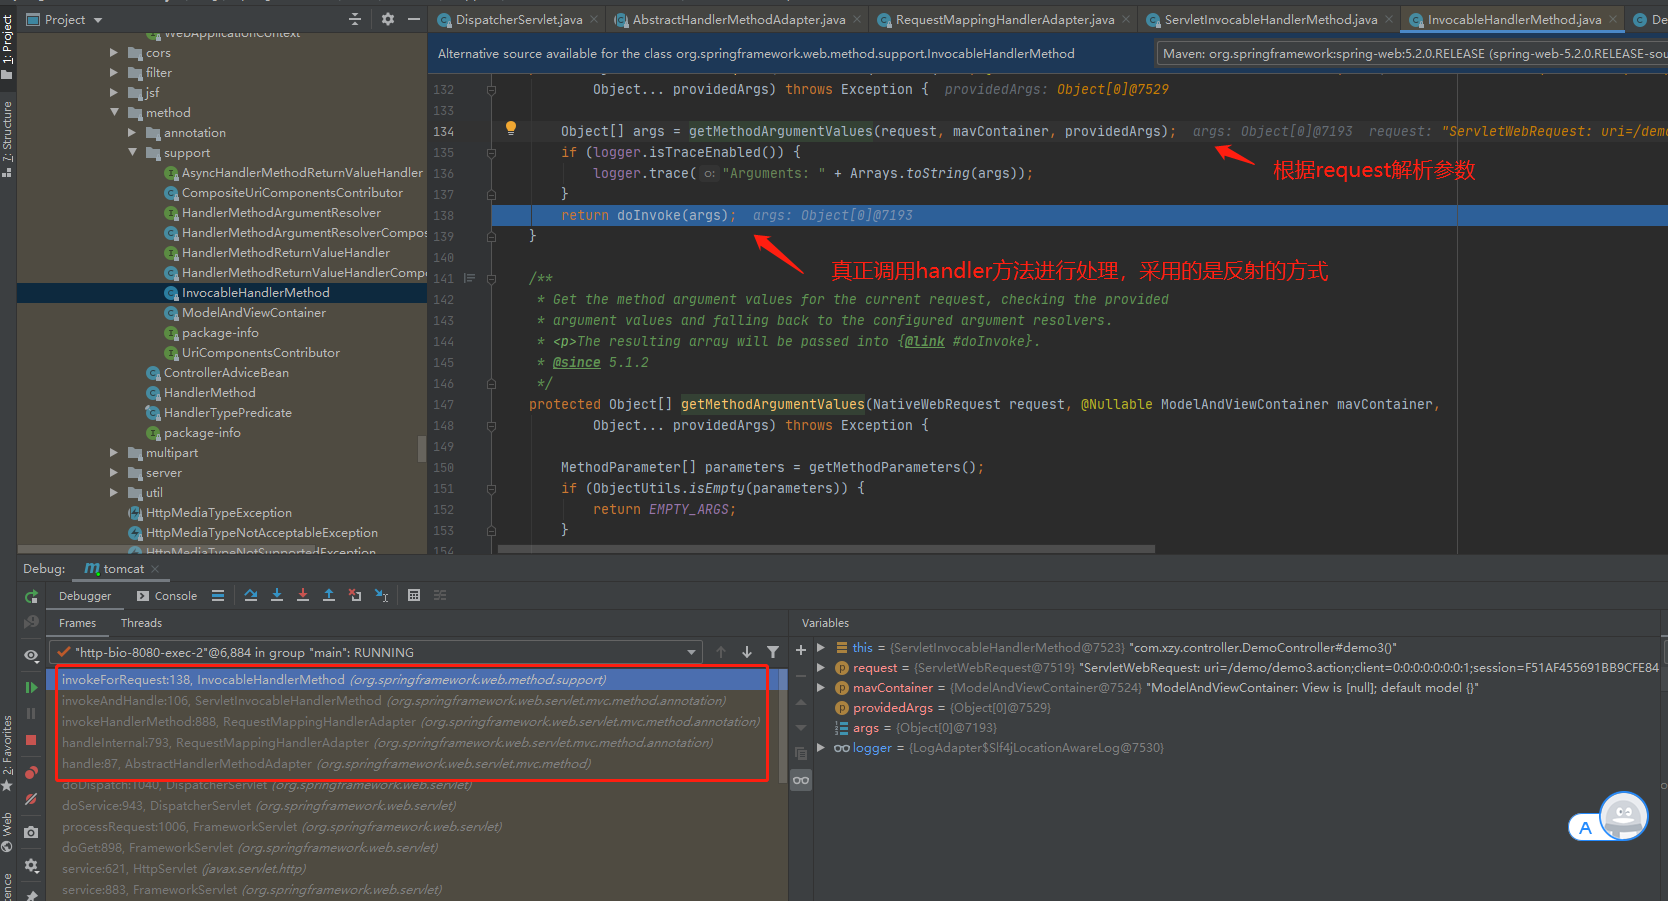 Project
DispatcherServlet.java
AbstractHandlerMethodAdapter.java
RequestMappingHandlerAdapter.java
ServletInvocableHandlerMethod.java
InvocableHandlerMethod.java
De
1: Project
7: Structure
2: Favorites
Web
WebApplicationContext
cors
filter
jsf
method
annotation
support
AsyncHandlerMethodReturnValueHandler
CompositeUriComponentsContributor
HandlerMethodArgumentResolver
HandlerMethodArgumentResolverCompos
HandlerMethodReturnValueHandler
HandlerMethodReturnValueHandlerCompo
InvocableHandlerMethod
ModelAndViewContainer
package-info
UriComponentsContributor
ControllerAdviceBean
HandlerMethod
HandlerTypePredicate
package-info
multipart
server
util
HttpMediaTypeException
HttpMediaTypeNotAcceptableException
HttpMediaTypeNotSupportedException
Alternative source available for the class org.springframework.web.method.support.InvocableHandlerMethod
Maven: org.springframework:spring-web:5.2.0.RELEASE (spring-web-5.2.0.RELEASE-sou
132 Object... providedArgs) throws Exception { providedArgs: Object[0]@7529
133
134 Object[] args = getMethodArgumentValues(request, mavContainer, providedArgs); args: Object[0]@7193 request: "ServletWebRequest: uri=/demo
135 if (logger.isTraceEnabled()) {
136 logger.trace( o: "Arguments: " + Arrays.toString(args));
137 }
138 return doInvoke(args); args: Object[0]@7193
139 }
140
141 /**
142 * Get the method argument values for the current request, checking the provided
143 * argument values and falling back to the configured argument resolvers.
144 * <p>The resulting array will be passed into {@link #doInvoke}.
145 * @since 5.1.2
146 */
147 protected Object[] getMethodArgumentValues(NativeWebRequest request, @Nullable ModelAndViewContainer mavContainer,
148 Object... providedArgs) throws Exception {
149
150 MethodParameter[] parameters = getMethodParameters();
151 if (ObjectUtils.isEmpty(parameters)) {
152 return EMPTY_ARGS;
153 }
154
根据request解析参数
真正调用handler方法进行处理，采用的是反射的方式
Debug:
tomcat
Debugger
Console
Frames
Threads
"http-bio-8080-exec-2"@6,884 in group "main": RUNNING
invokeForRequest:138, InvocableHandlerMethod (org.springframework.web.method.support)
invokeAndHandle:106, ServletInvocableHandlerMethod (org.springframework.web.servlet.mvc.method.annotation)
invokeHandlerMethod:888, RequestMappingHandlerAdapter (org.springframework.web.servlet.mvc.method.annotation)
handleInternal:793, RequestMappingHandlerAdapter (org.springframework.web.servlet.mvc.method.annotation)
handle:87, AbstractHandlerMethodAdapter (org.springframework.web.servlet.mvc.method)
doDispatch:1040, DispatcherServlet (org.springframework.web.servlet)
doService:943, DispatcherServlet (org.springframework.web.servlet)
processRequest:1006, FrameworkServlet (org.springframework.web.servlet)
doGet:898, FrameworkServlet (org.springframework.web.servlet)
service:621, HttpServlet (javax.servlet.http)
service:883, FrameworkServlet (org.springframework.web.servlet)
Variables
this = {ServletInvocableHandlerMethod@7523} "com.xzy.controller.DemoController#demo3()"
request = {ServletWebRequest@7519} "ServletWebRequest: uri=/demo/demo3.action;client=0:0:0:0:0:0:0:1;session=F51AF455691BB9CFE84
mavContainer = {ModelAndViewContainer@7524} "ModelAndViewContainer: View is [null]; default model {}"
providedArgs = {Object[0]@7529}
args = {Object[0]@7193}
logger = {LogAdapter$Slf4jLocationAwareLog@7530}
A